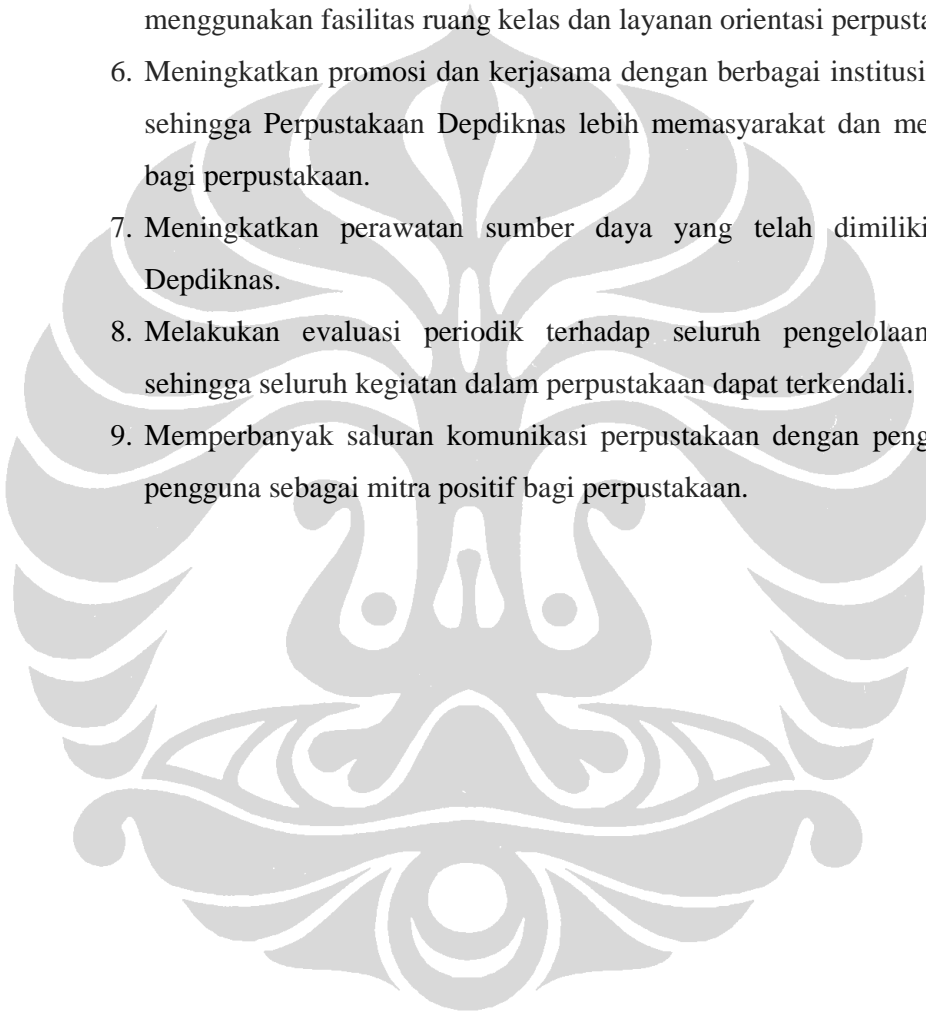 menggunakan fasilitas ruang kelas dan layanan orientasi
6. Meningkatkan promosi dan kerjasama dengan berbagai institusi
sehingga Perpustakaan Depdiknas lebih memasyarakat dan
bagi perpustakaan.
7. Meningkatkan perawatan sumber daya yang telah dimiliki
Depdiknas.
8. Melakukan evaluasi periodik terhadap seluruh pengelolaan
sehingga seluruh kegiatan dalam perpustakaan dapat terkendali.
9. Memperbanyak saluran komunikasi perpustakaan dengan
pengguna sebagai mitra positif bagi perpustakaan.